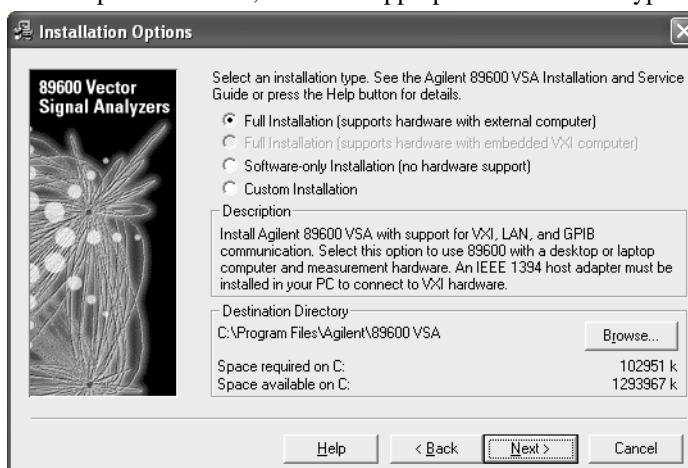 Installation Options
89600 Vector
Signal Analyzers
Select an installation type. See the Agilent 89600 VSA Installation and Service
Guide or press the Help button for details.
Full Installation (supports hardware with external computer)
Full Installation (supports hardware with embedded VXI computer)
Software-only Installation (no hardware support)
Custom Installation
Description
Install Agilent 89600 VSA with support for VXI, LAN, and GPIB
communication. Select this option to use 89600 with a desktop or laptop
computer and measurement hardware. An IEEE 1394 host adapter must be
installed in your PC to connect to VXI hardware.
Destination Directory
C:\Program Files\Agilent\89600 VSA
Browse...
Space required on C: 102951 k
Space available on C: 1293967 k
Help < Back Next > Cancel